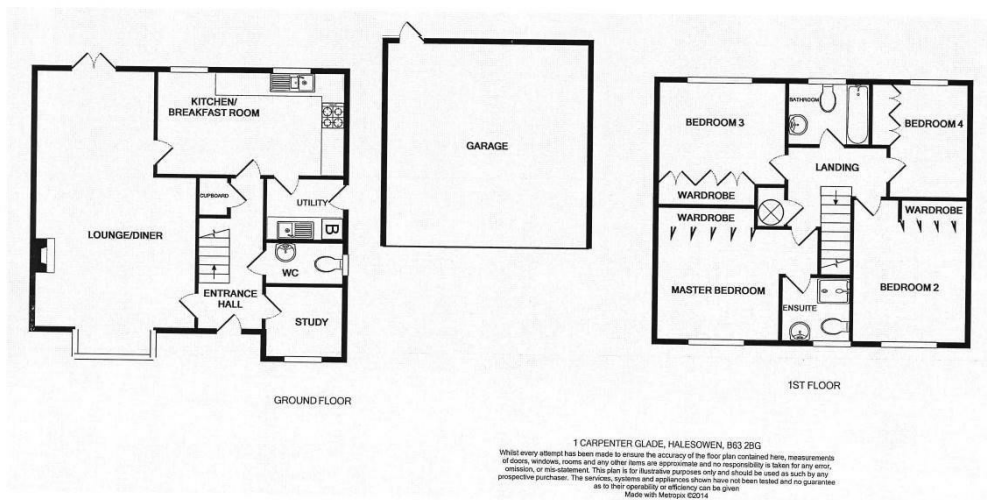 KITCHEN/
BREAKFAST ROOM
CUPBOARD
UTILITY
B
LOUNGE/DINER
WC
ENTRANCE
HALL
STUDY
GROUND FLOOR
GARAGE
BATHROOM
BEDROOM 3
BEDROOM 4
LANDING
WARDROBE
WARDROBE
WARDROBE
MASTER BEDROOM
ENSUITE
BEDROOM 2
1ST FLOOR
1 CARPENTER GLADE, HALESOWEN, B63 2BG
Whilst every attempt has been made to ensure the accuracy of the floor plan contained here, measurements
of doors, windows, rooms and any other items are approximate and no responsibility is taken for any error,
omission, or mis-statement. This plan is for illustrative purposes only and should be used as such by any
prospective purchaser. The services, systems and appliances shown have not been tested and no guarantee
as to their operability or efficiency can be given
Made with Metropix ©2014